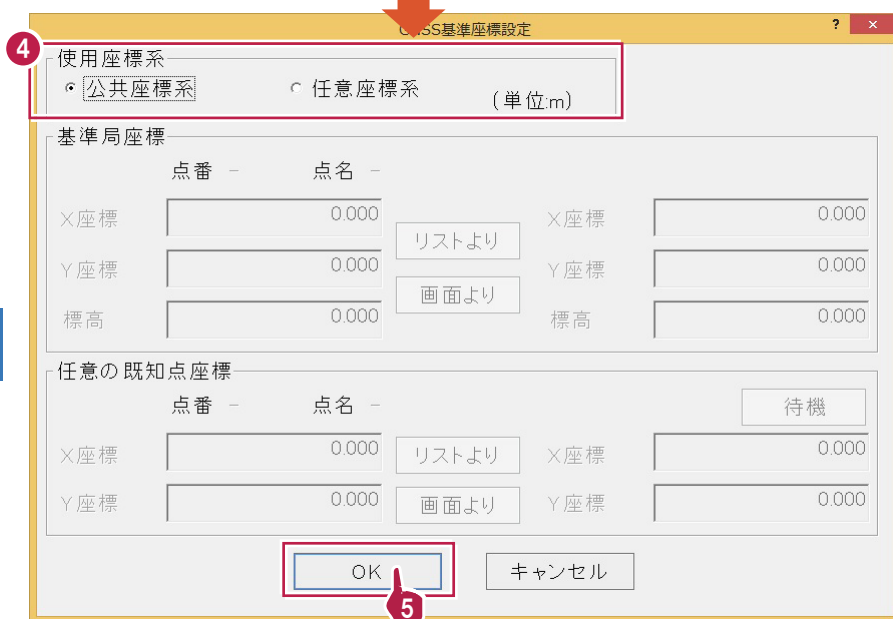 GNSS基準座標設定 ? ×
4
使用座標系
公共座標系 任意座標系 (単位:m)
基準局座標
点番 - 点名 -
X座標 0.000 リストより X座標 0.000
Y座標 0.000 画面より Y座標 0.000
標高 0.000 標高 0.000
任意の既知点座標
点番 - 点名 - 待機
X座標 0.000 リストより X座標 0.000
Y座標 0.000 画面より Y座標 0.000
OK キャンセル
5